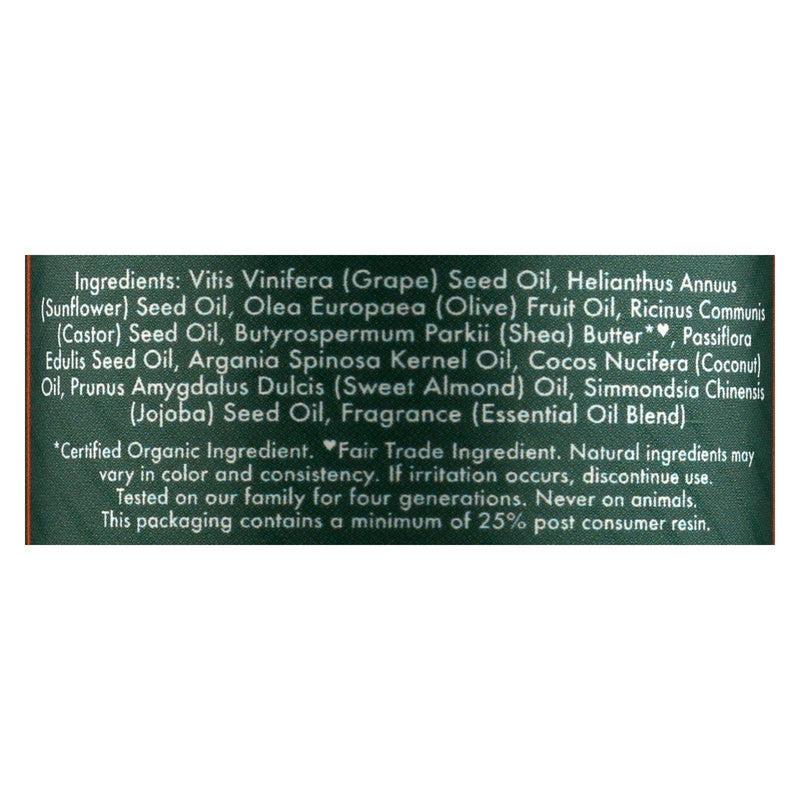 Ingredients: Vitis Vinifera (Grape) Seed Oil, Helianthus Annuus
(Sunflower) Seed Oil, Olea Europaea (Olive) Fruit Oil, Ricinus Communis
(Castor) Seed Oil, Butyrospermum Parkii (Shea) Butter*♥, Passiflora
Edulis Seed Oil, Argania Spinosa Kernel Oil, Cocos Nucifera (Coconut)
Oil, Prunus Amygdalus Dulcis (Sweet Almond) Oil, Simmondsia Chinensis
(Jojoba) Seed Oil, Fragrance (Essential Oil Blend)
*Certified Organic Ingredient. ♥Fair Trade Ingredient. Natural ingredients may
vary in color and consistency. If irritation occurs, discontinue use.
Tested on our family for four generations. Never on animals.
This packaging contains a minimum of 25% post consumer resin.